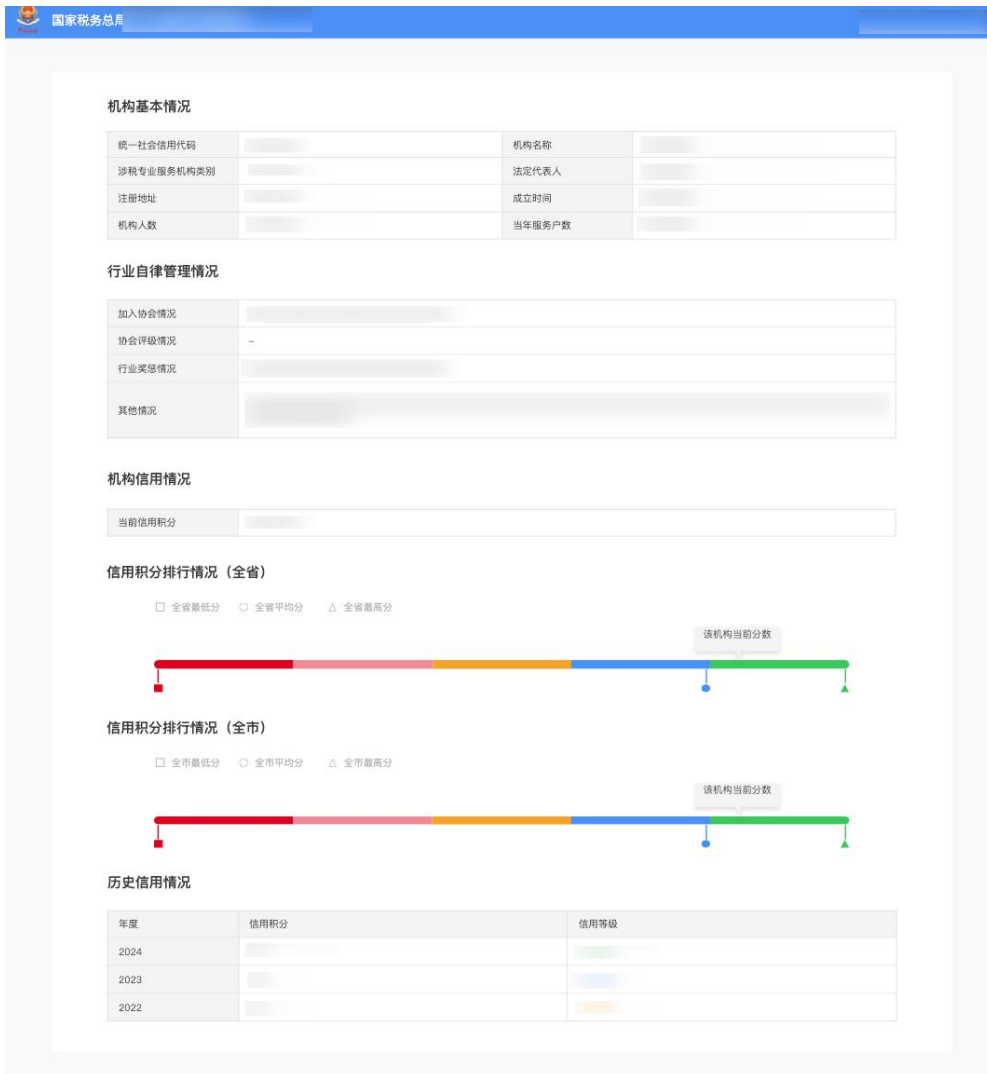 国家税务总局
机构基本情况
统一社会信用代码 机构名称
涉税专业服务机构类别 法定代表人
注册地址 成立时间
机构人数 当年服务户数
行业自律管理情况
加入协会情况
协会评级情况 –
行业奖惩情况
其他情况
机构信用情况
当前信用积分
信用积分排行情况（全省）
全省最低分 全省平均分 全省最高分
该机构当前分数
信用积分排行情况（全市）
全市最低分 全市平均分 全市最高分
该机构当前分数
历史信用情况
年度 信用积分 信用等级
2024
2023
2022